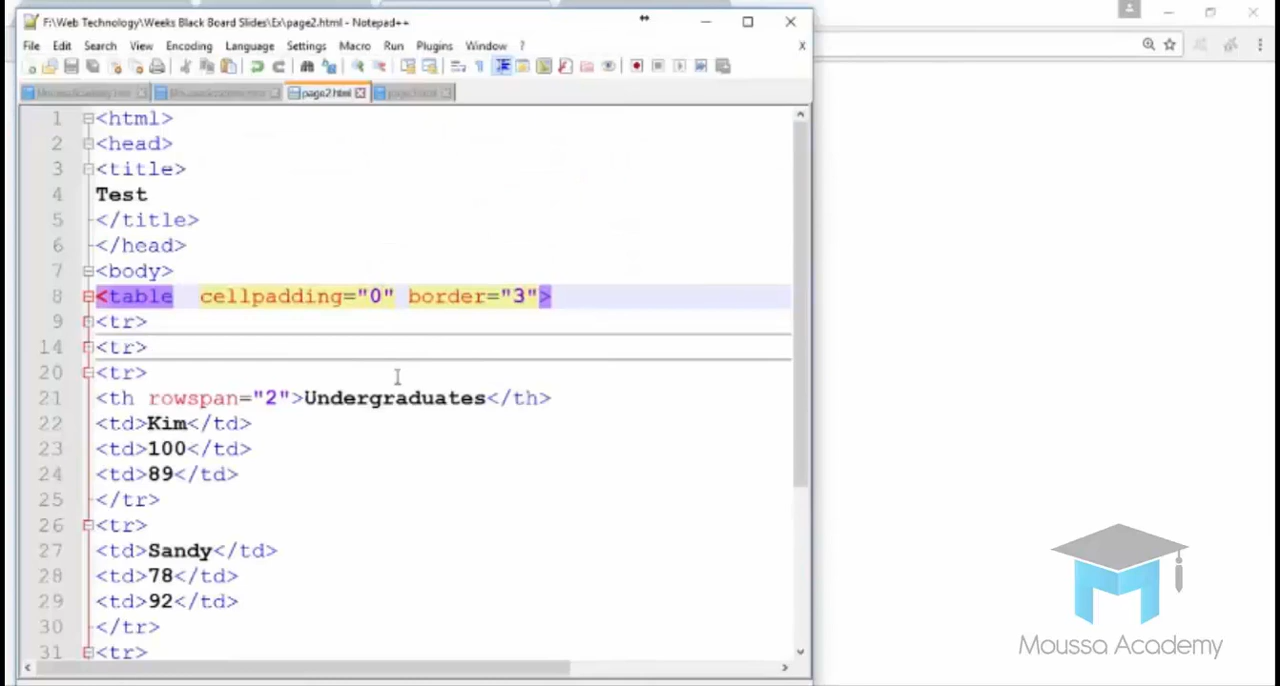 F:\Web Technology\Weeks Black Board Slides\Ex\page2.html - Notepad++
File Edit Search View Encoding Language Settings Macro Run Plugins Window ? X
page2.html
1 <html>
2 <head>
3 <title>
4 Test
5 </title>
6 </head>
7 <body>
8 <table cellpadding="0" border="3">
9 <tr>
14 <tr>
20 <tr>
21 <th rowspan="2">Undergraduates</th>
22 <td>Kim</td>
23 <td>100</td>
24 <td>89</td>
25 </tr>
26 <tr>
27 <td>Sandy</td>
28 <td>78</td>
29 <td>92</td>
30 </tr>
31 <tr>
Moussa Academy